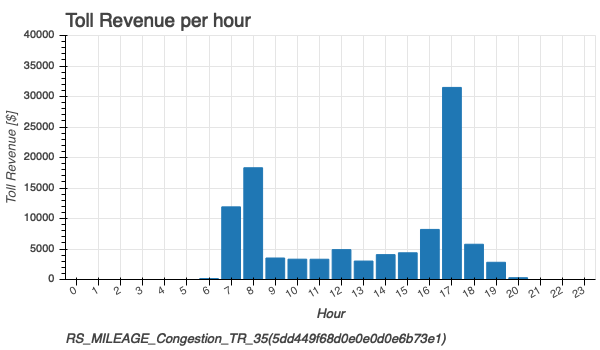 Toll Revenue per hour
40000
35000
30000
25000
20000
15000
10000
5000
0
Toll Revenue [$]
0 1 2 3 4 5 6 7 8 9 10 11 12 13 14 15 16 17 18 19 20 21 22 23
Hour
RS_MILEAGE_Congestion_TR_35(5dd449f68d0e0e0d0e6b73e1)